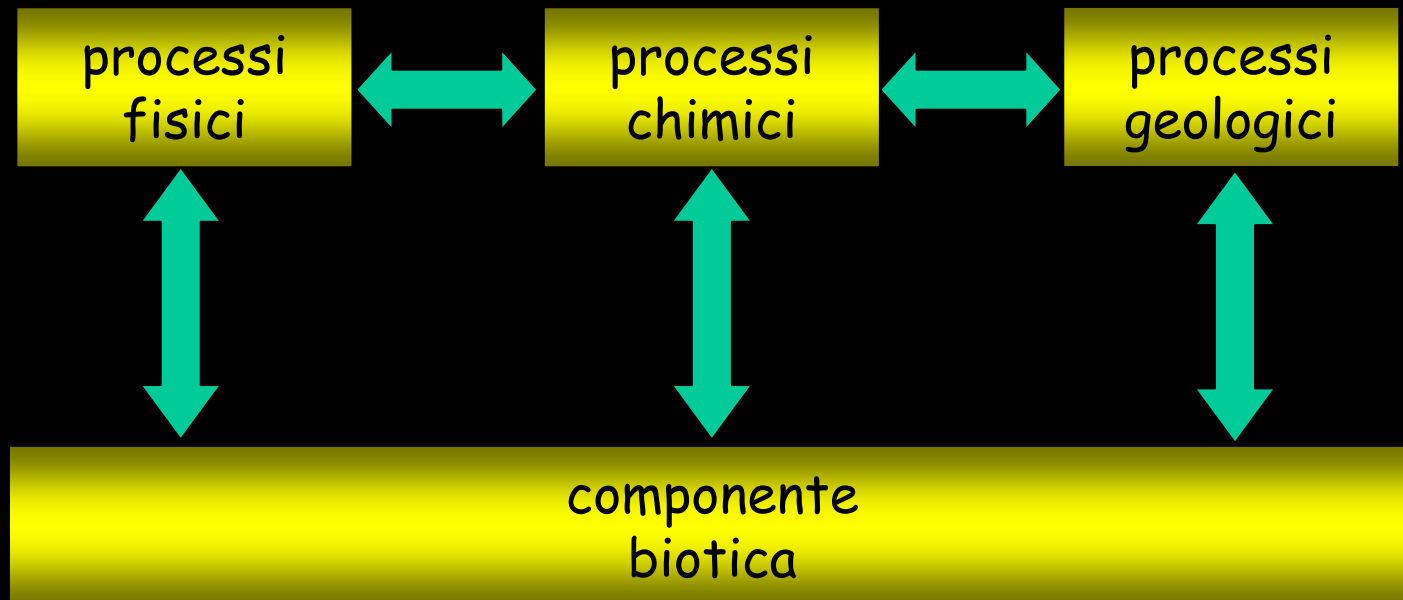 processi
fisici
processi
chimici
processi
geologici
componente
biotica